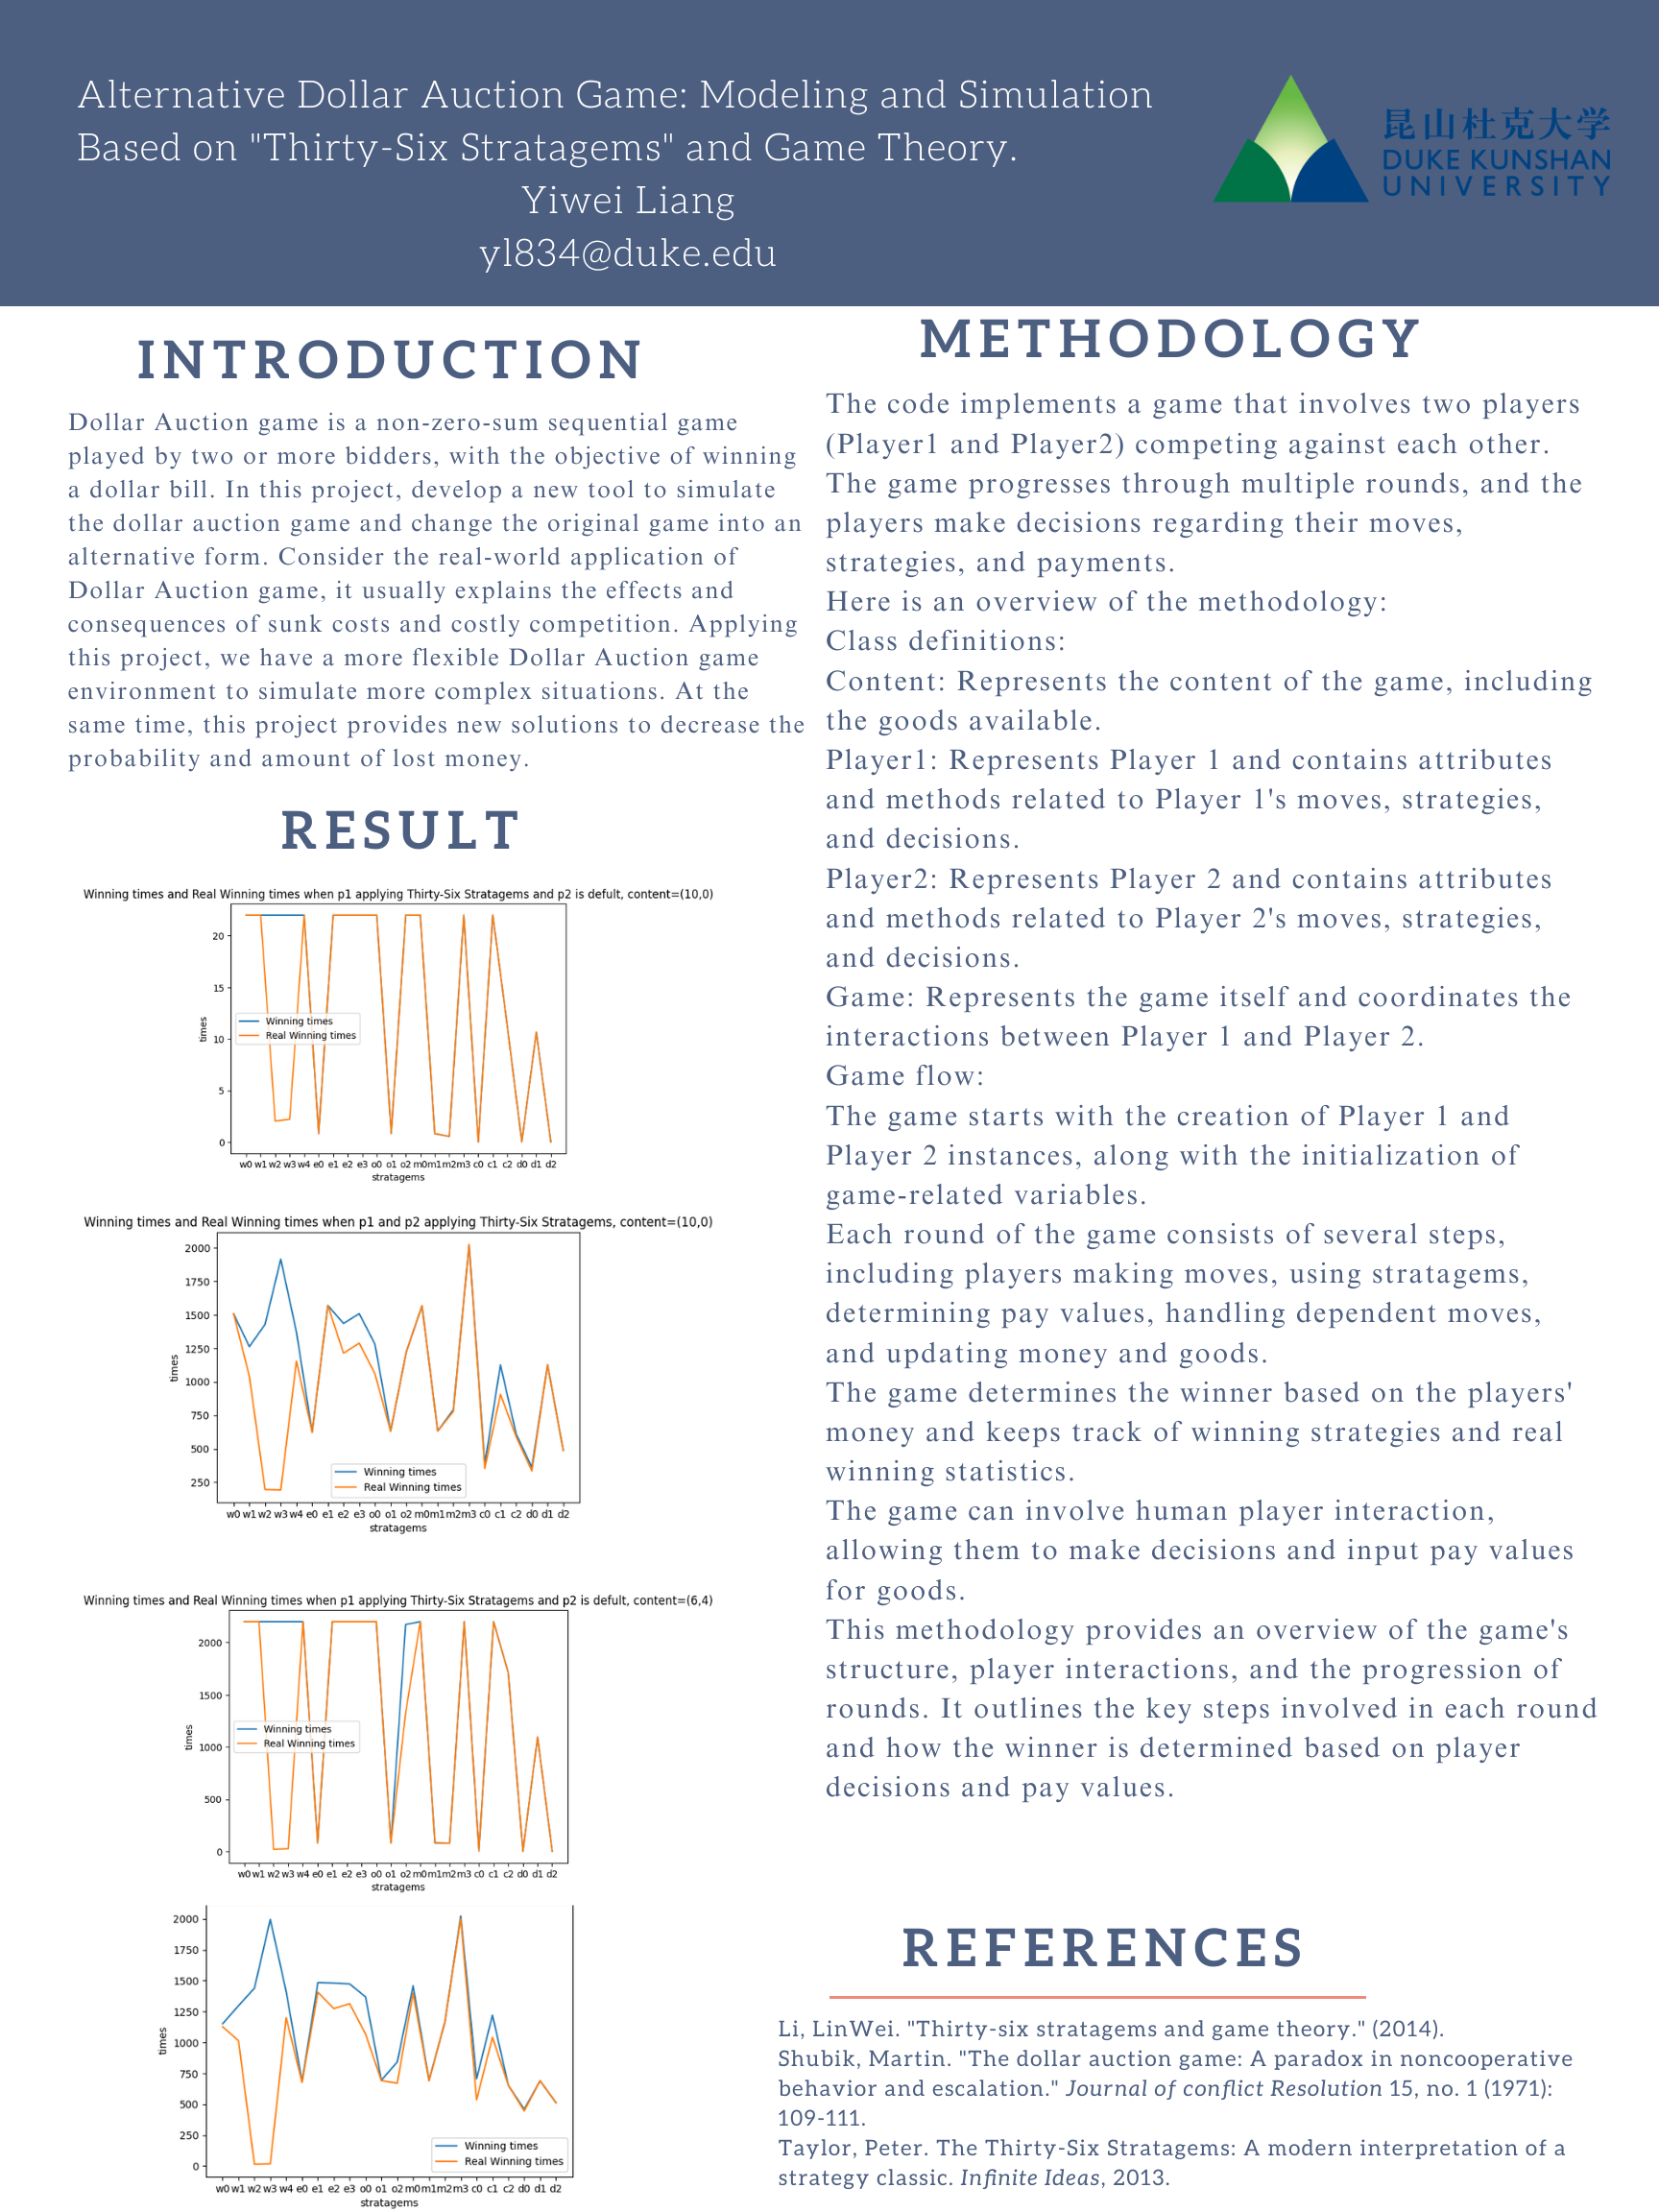 Alternative Dollar Auction Game: Modeling and Simulation
Based on "Thirty-Six Stratagems" and Game Theory.
Yiwei Liang
yl834@duke.edu
昆山杜克大学
DUKE KUNSHAN
UNIVERSITY
INTRODUCTION
Dollar Auction game is a non-zero-sum sequential game
played by two or more bidders, with the objective of winning
a dollar bill. In this project, develop a new tool to simulate
the dollar auction game and change the original game into an
alternative form. Consider the real-world application of
Dollar Auction game, it usually explains the effects and
consequences of sunk costs and costly competition. Applying
this project, we have a more flexible Dollar Auction game
environment to simulate more complex situations. At the
same time, this project provides new solutions to decrease the
probability and amount of lost money.
RESULT
Winning times and Real Winning times when p1 applying Thirty-Six Stratagems and p2 is defult, content=(10,0)
20
15
10
5
0
times
Winning times
Real Winning times
w0 w1 w2 w3 w4 e0 e1 e2 e3 o0 o1 o2 m0 m1 m2 m3 c0 c1 c2 d0 d1 d2
stratagems
Winning times and Real Winning times when p1 and p2 applying Thirty-Six Stratagems, content=(10,0)
2000
1750
1500
1250
1000
750
500
250
times
Winning times
Real Winning times
w0 w1 w2 w3 w4 e0 e1 e2 e3 o0 o1 o2 m0 m1 m2 m3 c0 c1 c2 d0 d1 d2
stratagems
Winning times and Real Winning times when p1 applying Thirty-Six Stratagems and p2 is defult, content=(6,4)
2000
1500
1000
500
0
times
Winning times
Real Winning times
w0 w1 w2 w3 w4 e0 e1 e2 e3 o0 o1 o2 m0 m1 m2 m3 c0 c1 c2 d0 d1 d2
stratagems
2000
1750
1500
1250
1000
750
500
250
0
times
Winning times
Real Winning times
w0 w1 w2 w3 w4 e0 e1 e2 e3 o0 o1 o2 m0 m1 m2 m3 c0 c1 c2 d0 d1 d2
stratagems
METHODOLOGY
The code implements a game that involves two players
(Player1 and Player2) competing against each other.
The game progresses through multiple rounds, and the
players make decisions regarding their moves,
strategies, and payments.
Here is an overview of the methodology:
Class definitions:
Content: Represents the content of the game, including
the goods available.
Player1: Represents Player 1 and contains attributes
and methods related to Player 1's moves, strategies,
and decisions.
Player2: Represents Player 2 and contains attributes
and methods related to Player 2's moves, strategies,
and decisions.
Game: Represents the game itself and coordinates the
interactions between Player 1 and Player 2.
Game flow:
The game starts with the creation of Player 1 and
Player 2 instances, along with the initialization of
game-related variables.
Each round of the game consists of several steps,
including players making moves, using stratagems,
determining pay values, handling dependent moves,
and updating money and goods.
The game determines the winner based on the players'
money and keeps track of winning strategies and real
winning statistics.
The game can involve human player interaction,
allowing them to make decisions and input pay values
for goods.
This methodology provides an overview of the game's
structure, player interactions, and the progression of
rounds. It outlines the key steps involved in each round
and how the winner is determined based on player
decisions and pay values.
REFERENCES
Li, LinWei. "Thirty-six stratagems and game theory." (2014).
Shubik, Martin. "The dollar auction game: A paradox in noncooperative
behavior and escalation." Journal of conflict Resolution 15, no. 1 (1971):
109-111.
Taylor, Peter. The Thirty-Six Stratagems: A modern interpretation of a
strategy classic. Infinite Ideas, 2013.